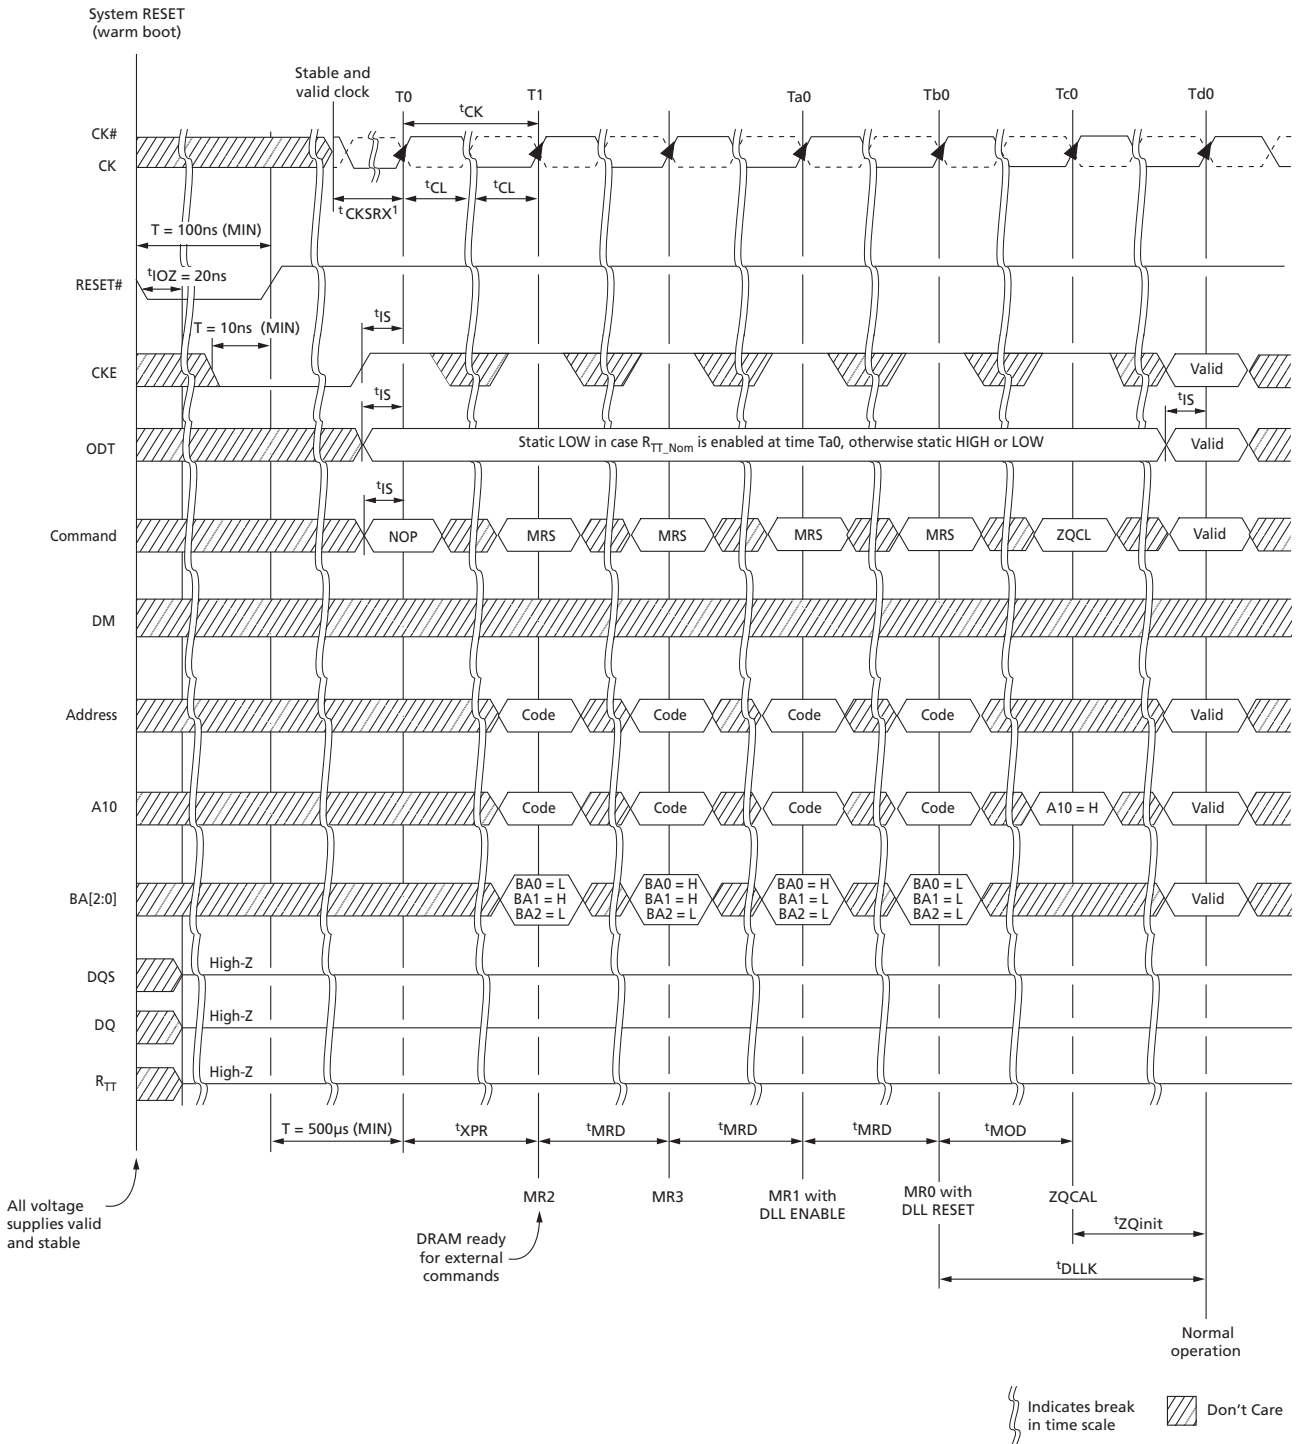 System RESET
(warm boot)
Stable and
valid clock
T0
T1
Ta0
Tb0
Tc0
Td0
tCK
CK#
CK
tCKSRX1
tCL
tCL
T = 100ns (MIN)
tIOZ = 20ns
RESET#
T = 10ns (MIN)
tIS
CKE
Valid
tIS
tIS
ODT
Static LOW in case RTT_Nom is enabled at time Ta0, otherwise static HIGH or LOW
Valid
tIS
Command
NOP
MRS
MRS
MRS
MRS
ZQCL
Valid
DM
Address
Code
Code
Code
Code
Valid
A10
Code
Code
Code
Code
A10 = H
Valid
BA[2:0]
BA0 = L
BA1 = H
BA2 = L
BA0 = H
BA1 = H
BA2 = L
BA0 = H
BA1 = L
BA2 = L
BA0 = L
BA1 = L
BA2 = L
Valid
DQS
High-Z
DQ
High-Z
RTT
High-Z
T = 500μs (MIN)
tXPR
tMRD
tMRD
tMRD
tMOD
All voltage
supplies valid
and stable
MR2
MR3
MR1 with
DLL ENABLE
MR0 with
DLL RESET
ZQCAL
DRAM ready
for external
commands
tZQinit
tDLLK
Normal
operation
Indicates break
in time scale
Don't Care